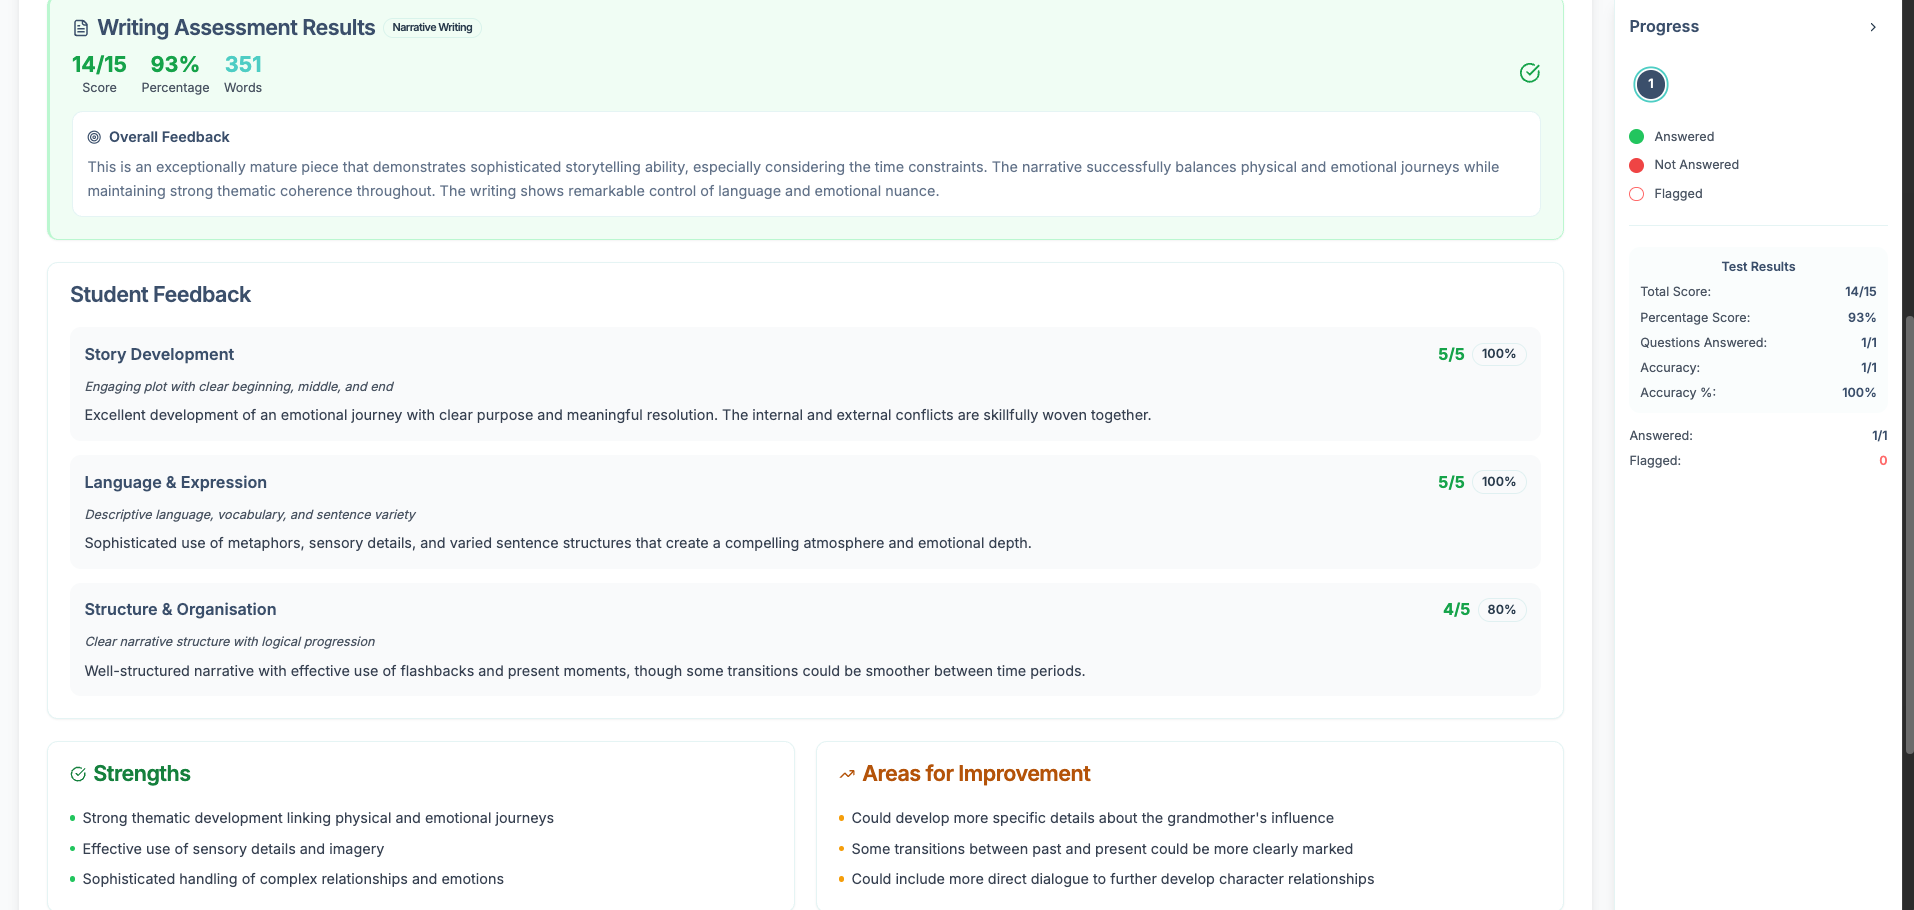 Writing Assessment Results
Narrative Writing
14/15 93% 351
Score Percentage Words
Overall Feedback
This is an exceptionally mature piece that demonstrates sophisticated storytelling ability, especially considering the time constraints. The narrative successfully balances physical and emotional journeys while
maintaining strong thematic coherence throughout. The writing shows remarkable control of language and emotional nuance.
Student Feedback
Story Development
5/5 100%
Engaging plot with clear beginning, middle, and end
Excellent development of an emotional journey with clear purpose and meaningful resolution. The internal and external conflicts are skillfully woven together.
Language & Expression
5/5 100%
Descriptive language, vocabulary, and sentence variety
Sophisticated use of metaphors, sensory details, and varied sentence structures that create a compelling atmosphere and emotional depth.
Structure & Organisation
4/5 80%
Clear narrative structure with logical progression
Well-structured narrative with effective use of flashbacks and present moments, though some transitions could be smoother between time periods.
Strengths
Strong thematic development linking physical and emotional journeys
Effective use of sensory details and imagery
Sophisticated handling of complex relationships and emotions
Areas for Improvement
Could develop more specific details about the grandmother's influence
Some transitions between past and present could be more clearly marked
Could include more direct dialogue to further develop character relationships
Progress
1
Answered
Not Answered
Flagged
Test Results
Total Score: 14/15
Percentage Score: 93%
Questions Answered: 1/1
Accuracy: 1/1
Accuracy %: 100%
Answered: 1/1
Flagged: 0